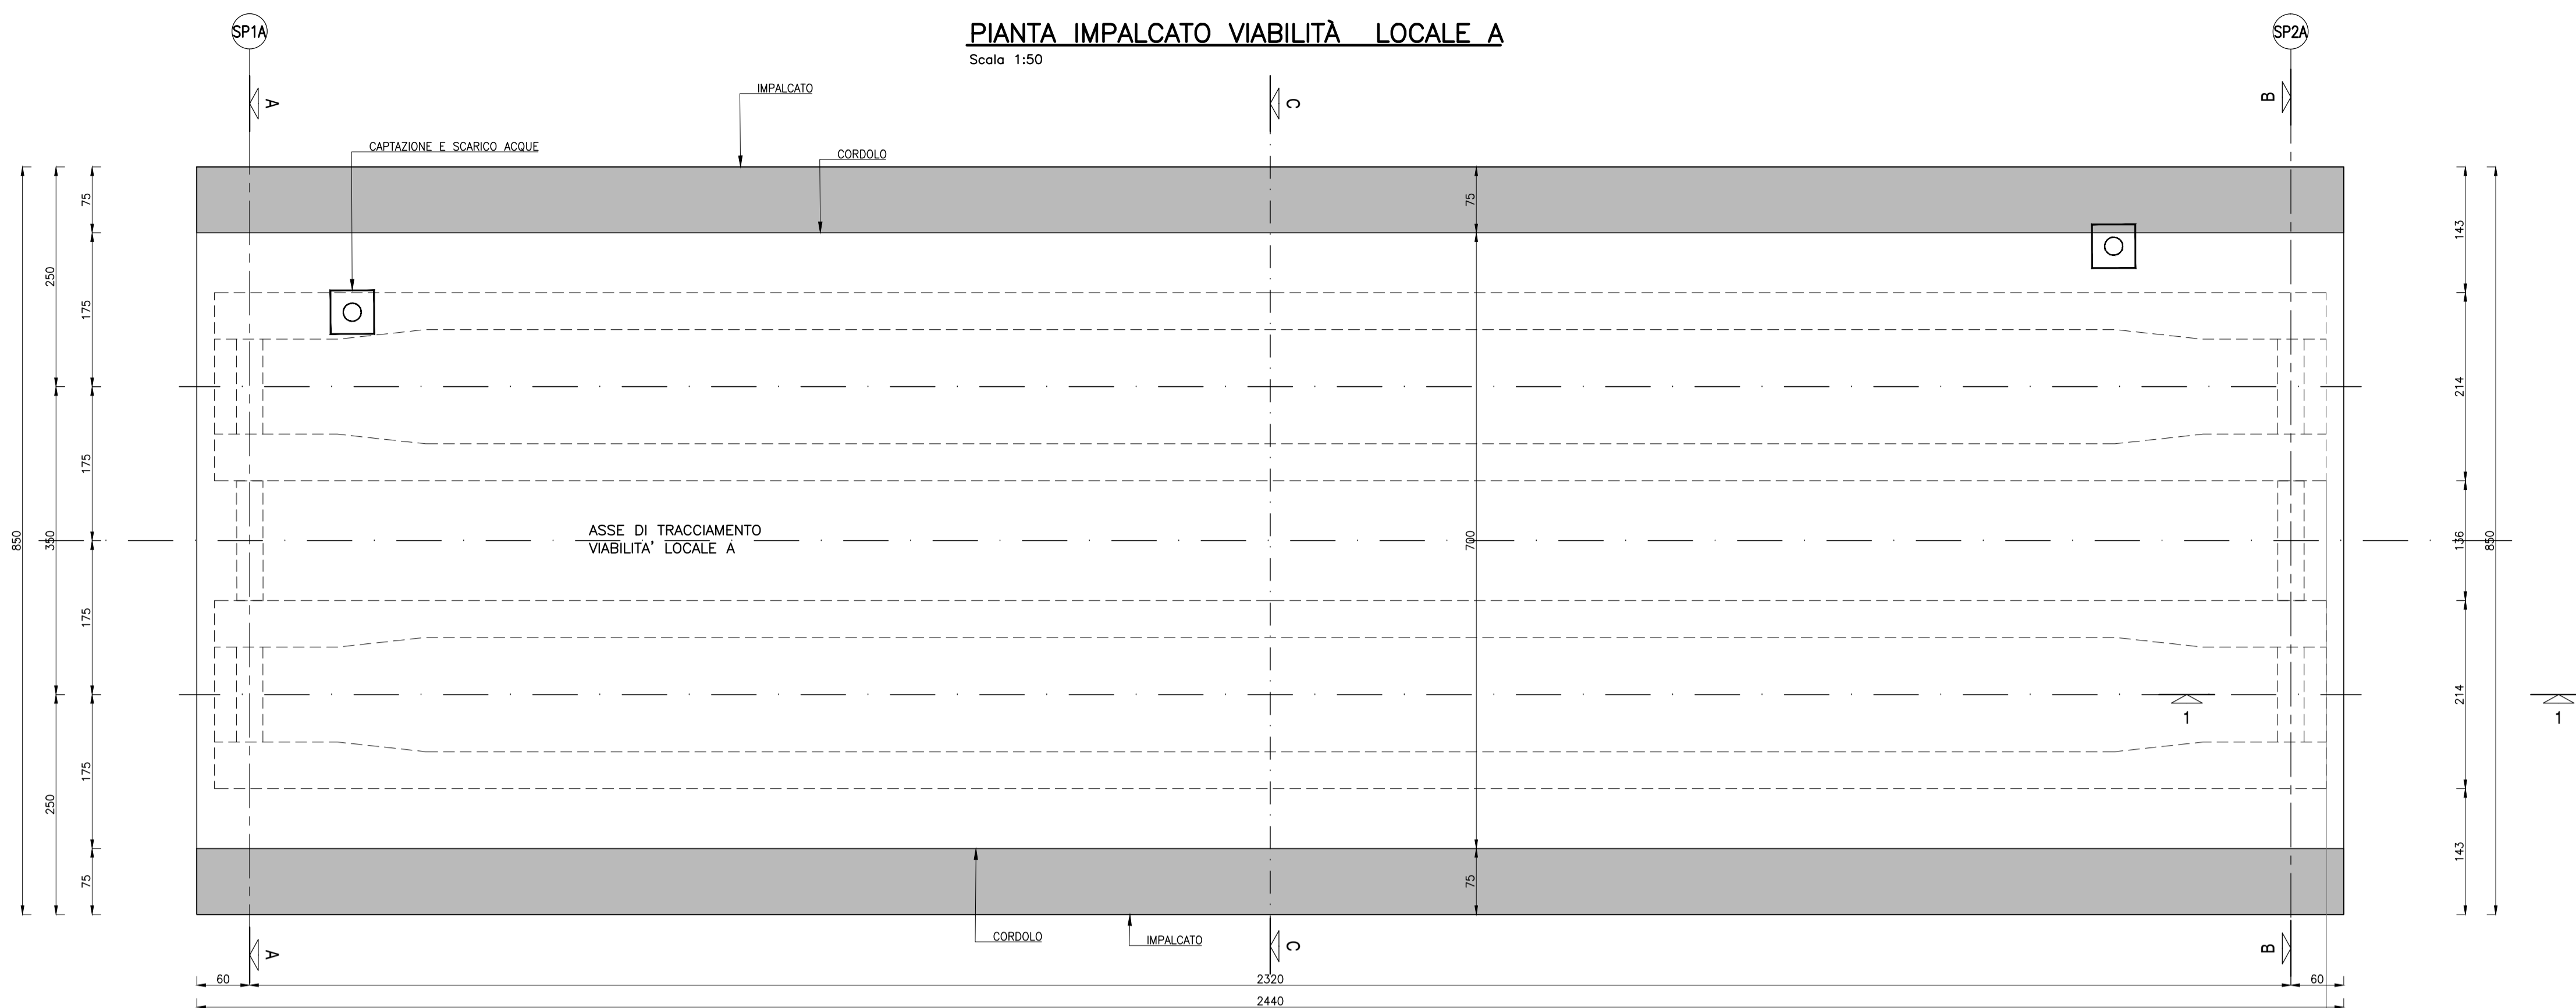 PIANTA IMPALCATO VIABILITÀ LOCALE A
Scala 1:50
SP1A
SP2A
A
C
B
IMPALCATO
CAPTAZIONE E SCARICO ACQUE
CORDOLO
75
75
143
250
175
214
175
ASSE DI TRACCIAMENTO
VIABILITA' LOCALE A
850
350
700
136
850
175
214
1
1
175
250
75
75
143
CORDOLO
IMPALCATO
A
C
B
60
2320
60
2440